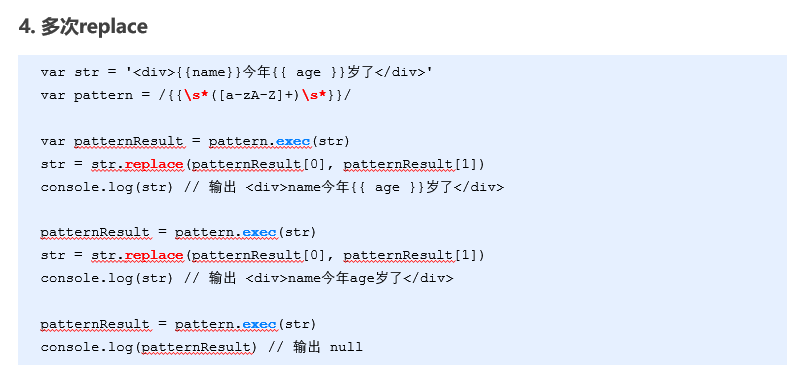 4. 多次replace
var str = '<div>{{name}}今年{{ age }}岁了</div>'
var pattern = /{{\s*([a-zA-Z]+)\s*}}/
var patternResult = pattern.exec(str)
str = str.replace(patternResult[0], patternResult[1])
console.log(str) // 输出 <div>name今年{{ age }}岁了</div>
patternResult = pattern.exec(str)
str = str.replace(patternResult[0], patternResult[1])
console.log(str) // 输出 <div>name今年age岁了</div>
patternResult = pattern.exec(str)
console.log(patternResult) // 输出 null